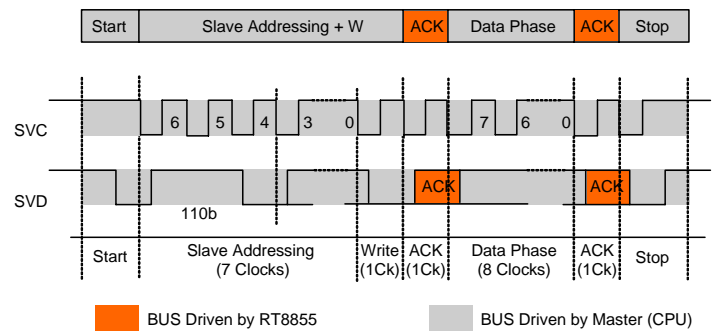 Start Slave Addressing + W ACK Data Phase ACK Stop
SVC 6 5 4 3 0 7 6 0
SVD ACK ACK
110b
Start Slave Addressing Write ACK Data Phase ACK Stop
(7 Clocks) (1Ck) (1Ck) (8 Clocks) (1Ck)
BUS Driven by RT8855 BUS Driven by Master (CPU)